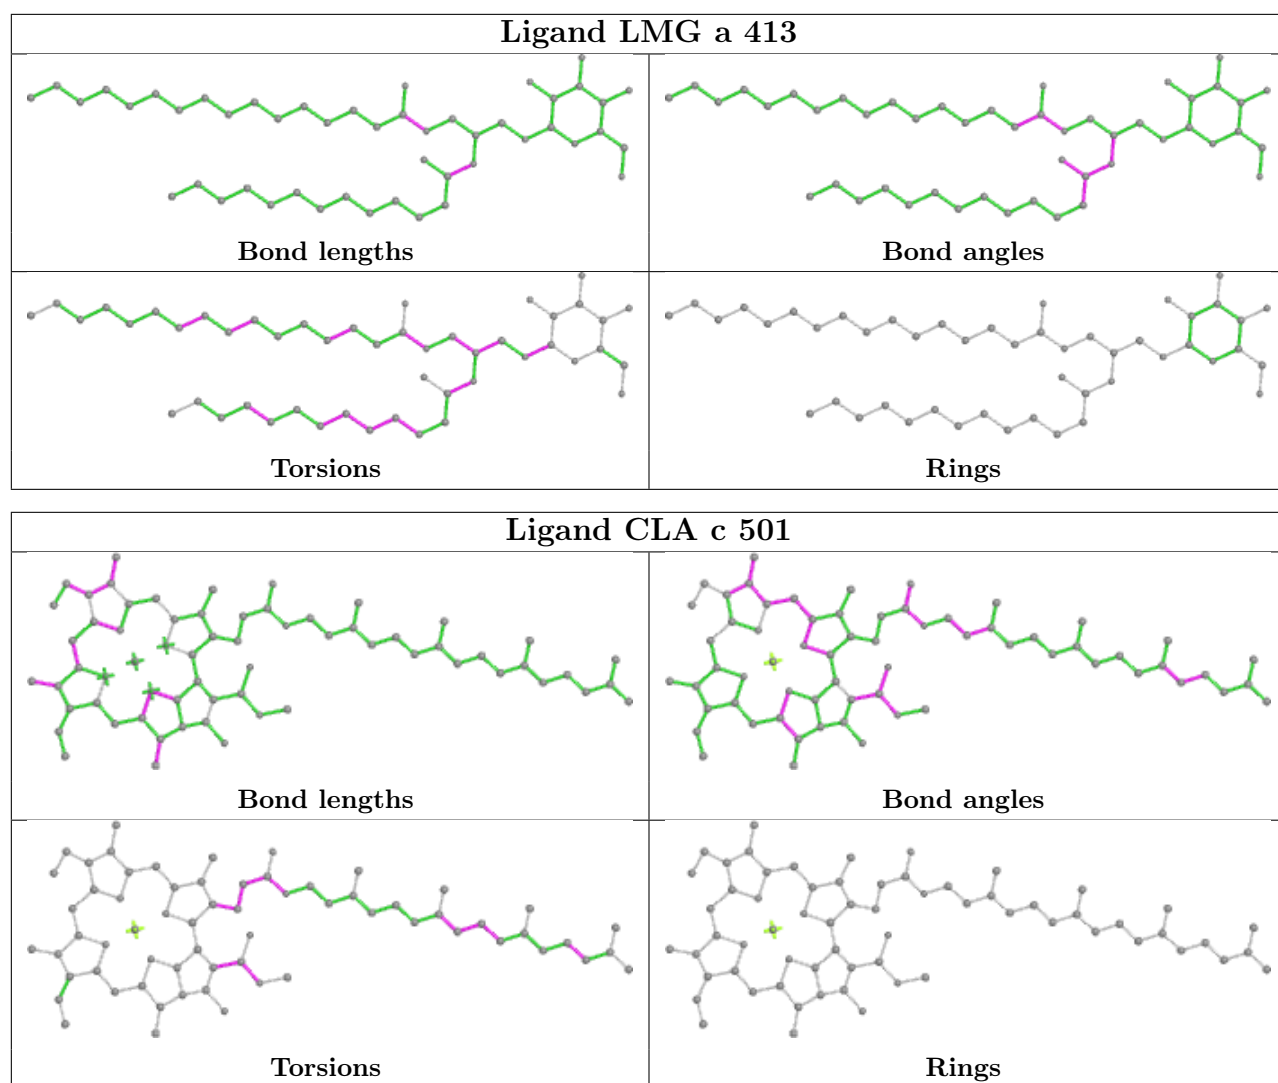 Ligand LMG a 413
Bond lengths
Bond angles
Torsions
Rings
Ligand CLA c 501
Bond lengths
Bond angles
Torsions
Rings